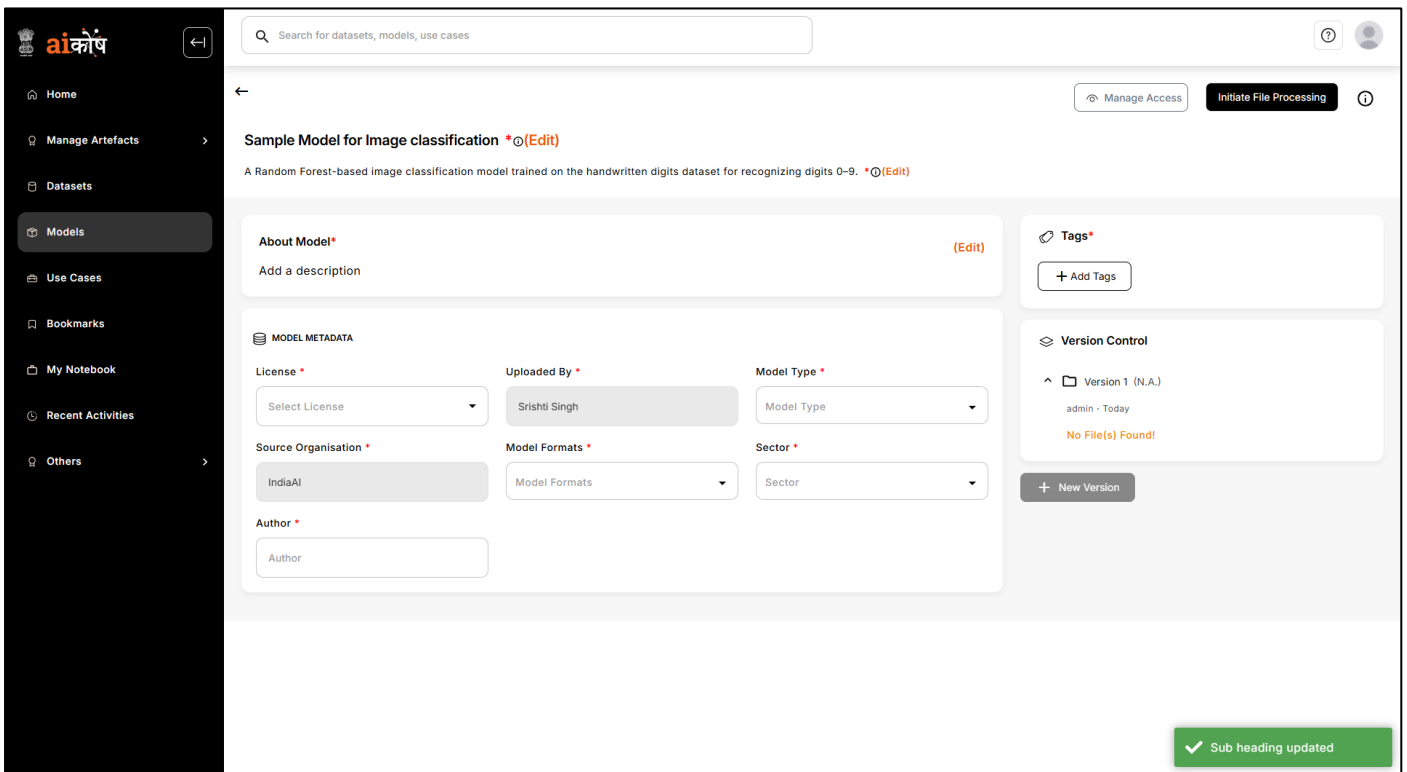 aiकोष
Search for datasets, models, use cases
Home
Manage Artefacts
Datasets
Models
Use Cases
Bookmarks
My Notebook
Recent Activities
Others
Manage Access
Initiate File Processing
Sample Model for Image classification *(Edit)
A Random Forest-based image classification model trained on the handwritten digits dataset for recognizing digits 0–9. *(Edit)
About Model*
(Edit)
Add a description
MODEL METADATA
License * Uploaded By * Model Type *
Select License Srishti Singh Model Type
Source Organisation * Model Formats * Sector *
IndiaAI Model Formats Sector
Author *
Author
Tags*
+ Add Tags
Version Control
Version 1 (N.A.)
admin · Today
No File(s) Found!
+ New Version
Sub heading updated